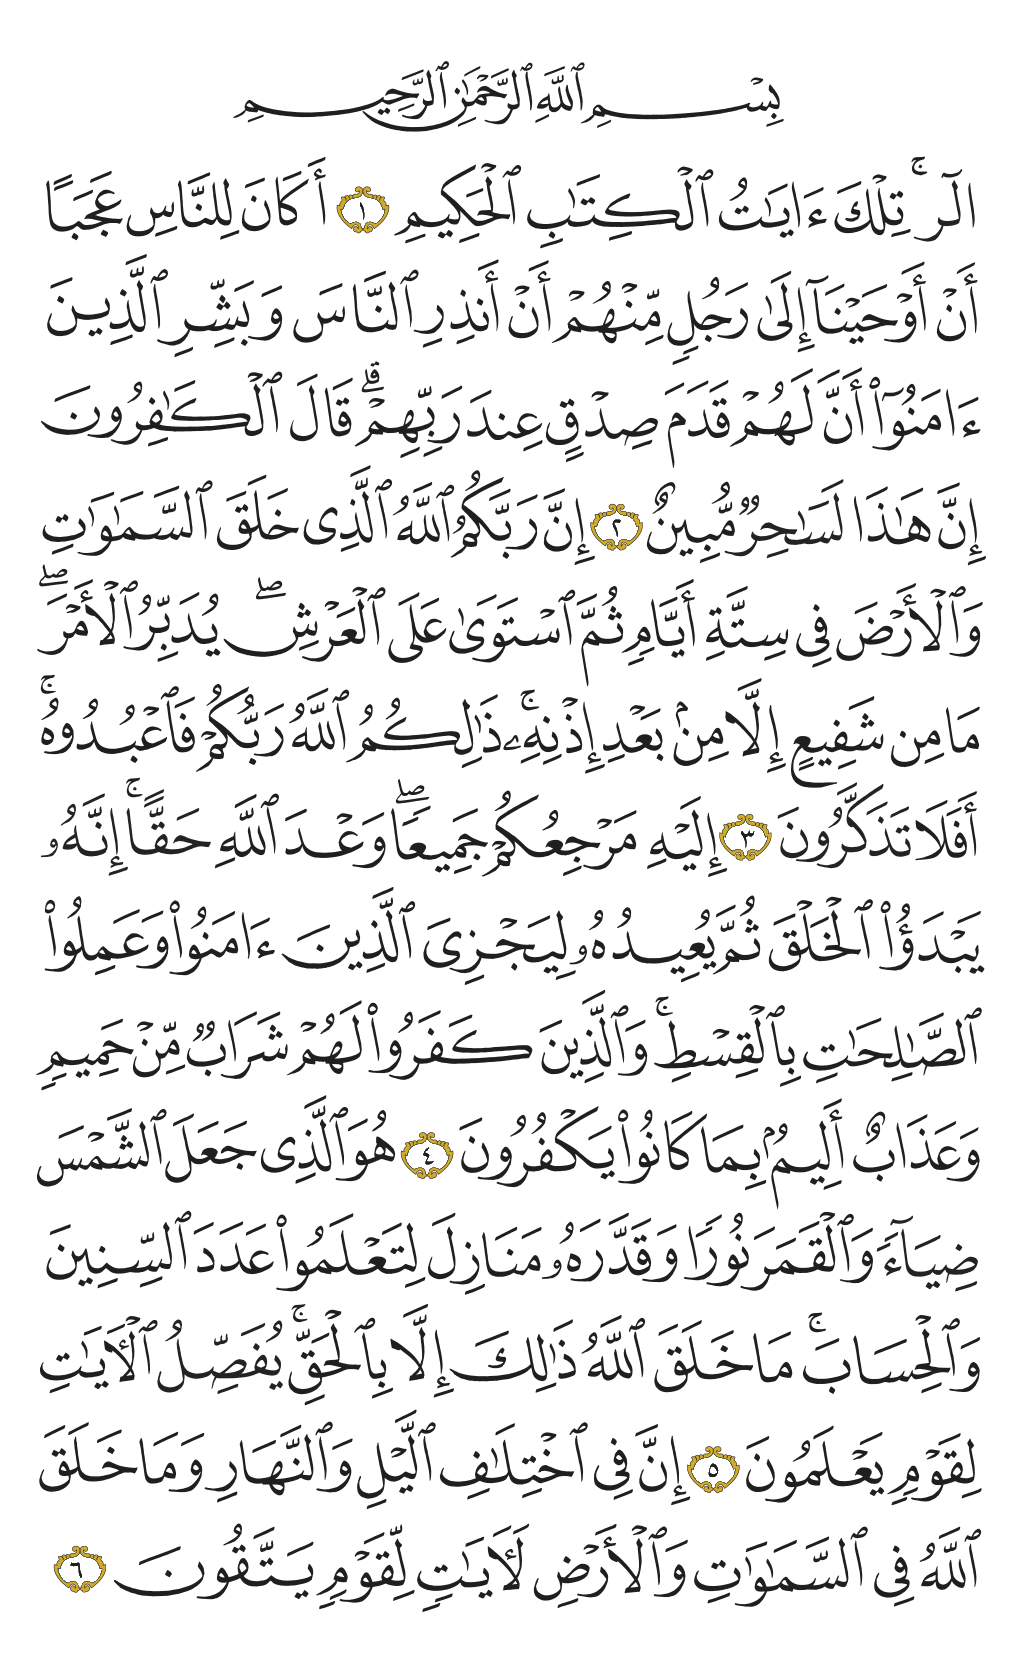 بِسْمِ ٱللَّهِ ٱلرَّحْمَٰنِ ٱلرَّحِيمِ
الٓرۚ تِلْكَ ءَايَٰتُ ٱلْكِتَٰبِ ٱلْحَكِيمِ ١ أَكَانَ لِلنَّاسِ عَجَبًا
أَنْ أَوْحَيْنَآ إِلَىٰ رَجُلٍ مِّنْهُمْ أَنْ أَنذِرِ ٱلنَّاسَ وَبَشِّرِ ٱلَّذِينَ
ءَامَنُوٓا۟ أَنَّ لَهُمْ قَدَمَ صِدْقٍ عِندَ رَبِّهِمْۗ قَالَ ٱلْكَٰفِرُونَ
إِنَّ هَٰذَا لَسَٰحِرٌ مُّبِينٌ ٢ إِنَّ رَبَّكُمُ ٱللَّهُ ٱلَّذِى خَلَقَ ٱلسَّمَٰوَٰتِ
وَٱلْأَرْضَ فِى سِتَّةِ أَيَّامٍ ثُمَّ ٱسْتَوَىٰ عَلَى ٱلْعَرْشِۖ يُدَبِّرُ ٱلْأَمْرَۖ
مَا مِن شَفِيعٍ إِلَّا مِنۢ بَعْدِ إِذْنِهِۦۚ ذَٰلِكُمُ ٱللَّهُ رَبُّكُمْ فَٱعْبُدُوهُۚ
أَفَلَا تَذَكَّرُونَ ٣ إِلَيْهِ مَرْجِعُكُمْ جَمِيعًاۖ وَعْدَ ٱللَّهِ حَقًّاۚ إِنَّهُۥ
يَبْدَؤُا۟ ٱلْخَلْقَ ثُمَّ يُعِيدُهُۥ لِيَجْزِىَ ٱلَّذِينَ ءَامَنُوا۟ وَعَمِلُوا۟
ٱلصَّٰلِحَٰتِ بِٱلْقِسْطِۚ وَٱلَّذِينَ كَفَرُوا۟ لَهُمْ شَرَابٌ مِّنْ حَمِيمٍ
وَعَذَابٌ أَلِيمٌۢ بِمَا كَانُوا۟ يَكْفُرُونَ ٤ هُوَ ٱلَّذِى جَعَلَ ٱلشَّمْسَ
ضِيَآءً وَٱلْقَمَرَ نُورًا وَقَدَّرَهُۥ مَنَازِلَ لِتَعْلَمُوا۟ عَدَدَ ٱلسِّنِينَ
وَٱلْحِسَابَۚ مَا خَلَقَ ٱللَّهُ ذَٰلِكَ إِلَّا بِٱلْحَقِّۚ يُفَصِّلُ ٱلْـَٔايَٰتِ
لِقَوْمٍ يَعْلَمُونَ ٥ إِنَّ فِى ٱخْتِلَٰفِ ٱلَّيْلِ وَٱلنَّهَارِ وَمَا خَلَقَ
ٱللَّهُ فِى ٱلسَّمَٰوَٰتِ وَٱلْأَرْضِ لَـَٔايَٰتٍ لِّقَوْمٍ يَتَّقُونَ ٦